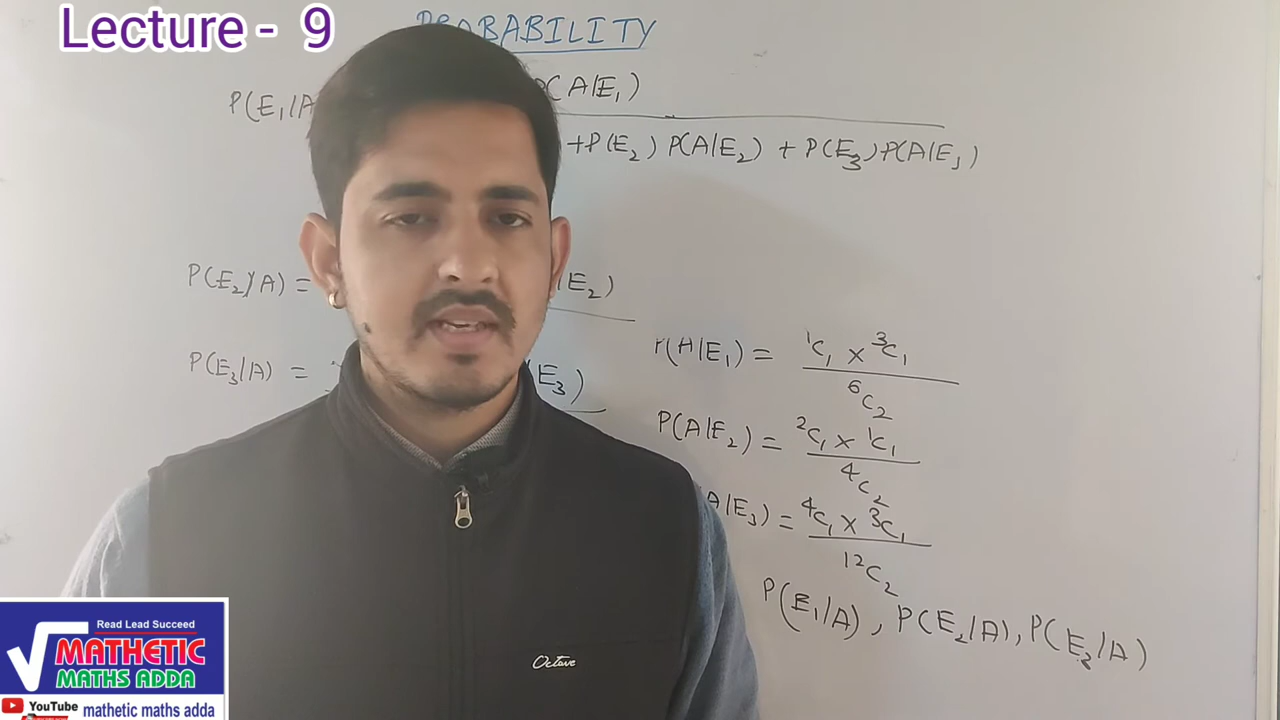 Lecture - 9
PROBABILITY
P(E₁/A P(A|E₁)
+P(E₂) P(A|E₂) + P(E₃)P(A|E₃)
P(E₂/A) = |E₂)
P(E₃/A) = (E₃)
P(A|E₁) = ¹C₁ × ³C₁
⁶C₂
P(A|E₂) = ²C₁ × ¹C₁
⁴C₂
A|E₃) = ⁴C₁ × ³C₁
¹²C₂
P(E₁/A), P(E₂/A), P(E₃/A)
Octave
Read Lead Succeed
MATHETIC
MATHS ADDA
YouTube
mathetic maths adda